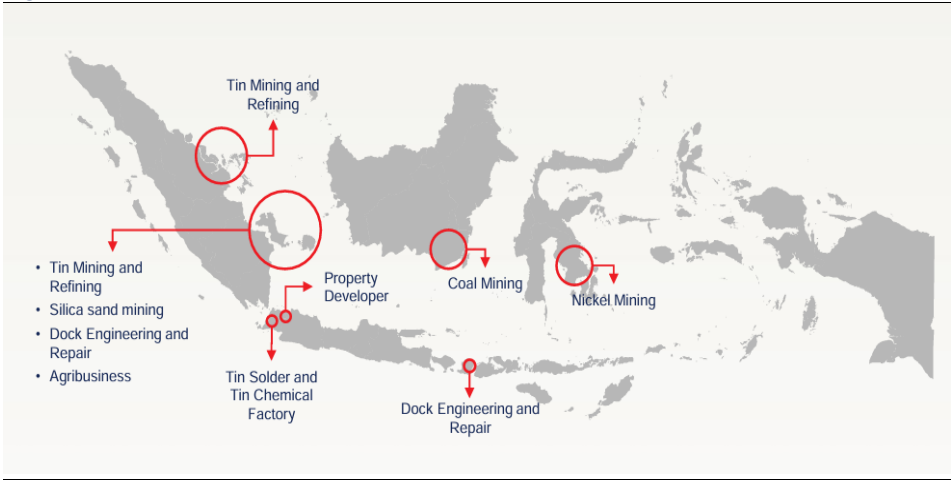 Tin Mining and
Refining
• Tin Mining and
Refining
• Silica sand mining
• Dock Engineering and
Repair
• Agribusiness
Property
Developer
Coal Mining
Nickel Mining
Tin Solder and
Tin Chemical
Factory
Dock Engineering and
Repair